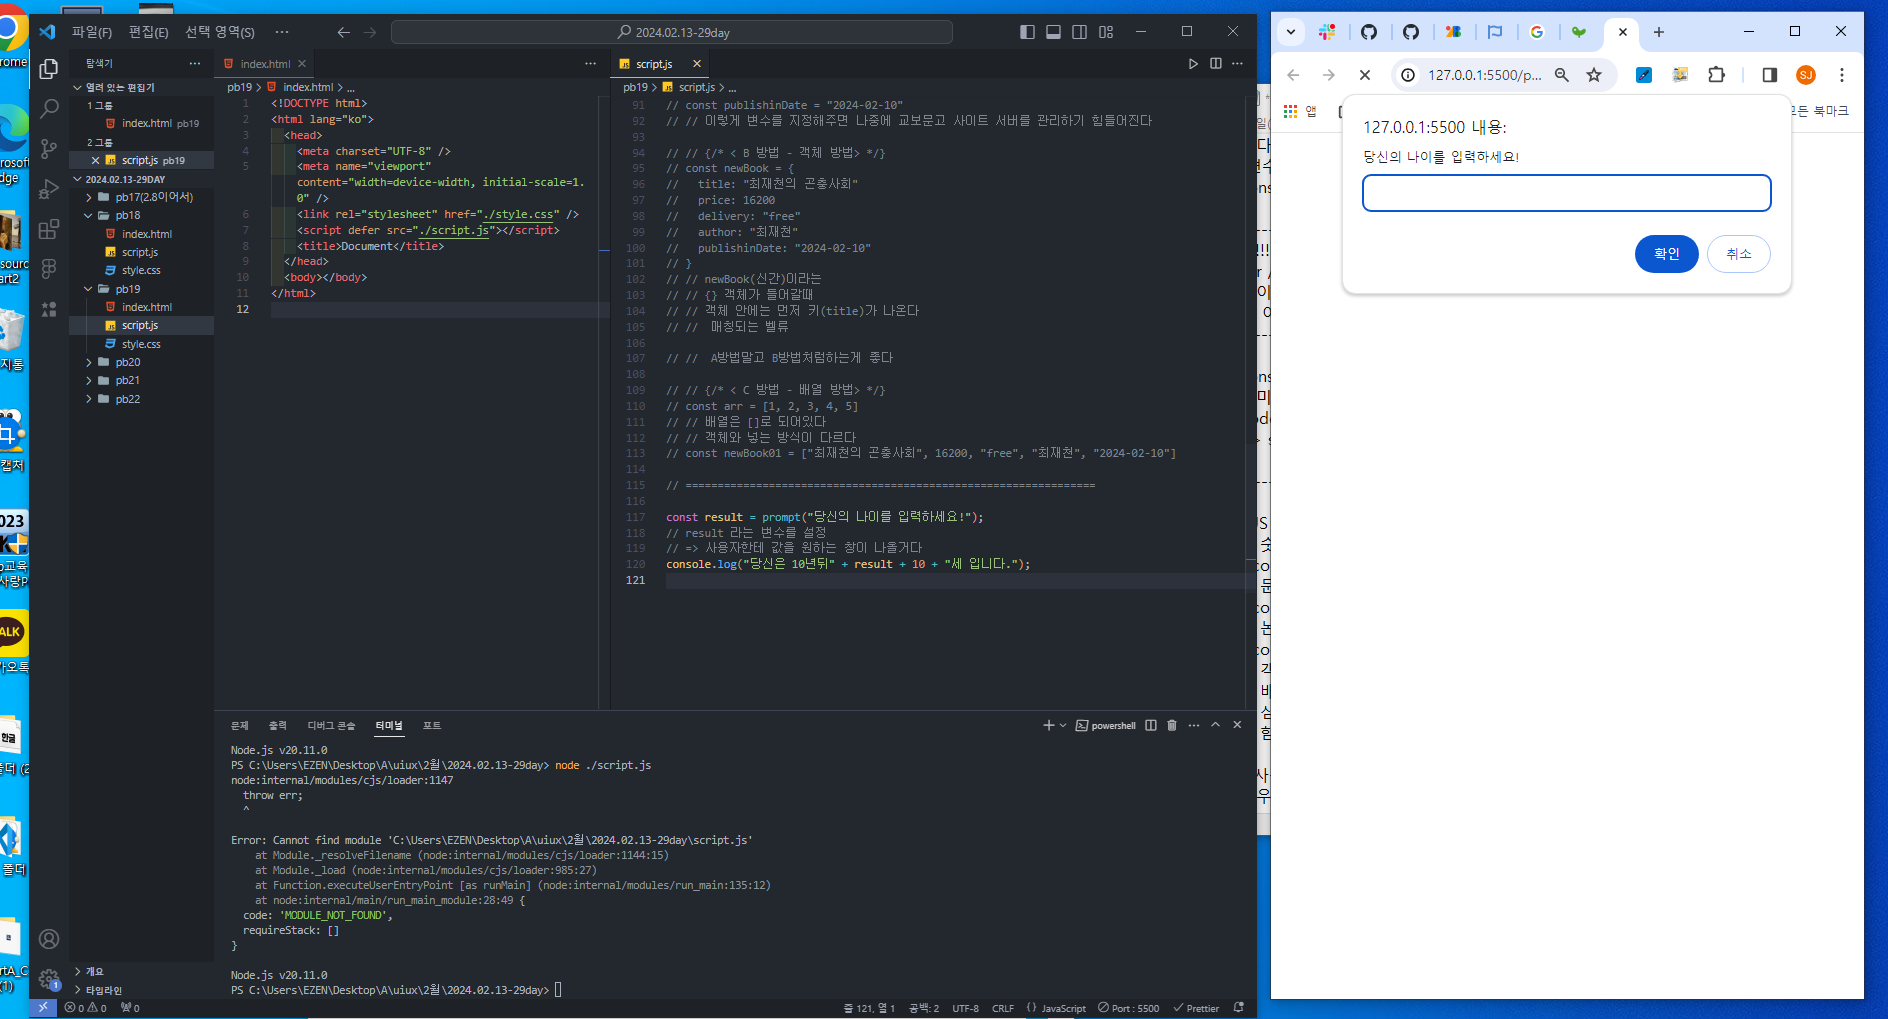 파일(F) 편집(E) 선택 영역(S) ···
2024.02.13-29day
탐색기
열려 있는 편집기
1 그룹
index.html pb19
2 그룹
script.js pb19
2024.02.13-29DAY
pb17(2.8이어서)
pb18
index.html
script.js
style.css
pb19
index.html
script.js
style.css
pb20
pb21
pb22
개요
타임라인
index.html
pb19 > index.html > ...
1 <!DOCTYPE html>
2 <html lang="ko">
3 <head>
4 <meta charset="UTF-8" />
5 <meta name="viewport"
content="width=device-width, initial-scale=1.
0" />
6 <link rel="stylesheet" href="./style.css" />
7 <script defer src="./script.js"></script>
8 <title>Document</title>
9 </head>
10 <body></body>
11 </html>
12
script.js
pb19 > script.js > ...
91 // const publishinDate = "2024-02-10"
92 // // 이렇게 변수를 지정해주면 나중에 교보문고 사이트 서버를 관리하기 힘들어진다
93
94 // // {/* < B 방법 - 객체 방법> */}
95 // const newBook = {
96 //   title: "최재천의 곤충사회"
97 //   price: 16200
98 //   delivery: "free"
99 //   author: "최재천"
100 //   publishinDate: "2024-02-10"
101 // }
102 // // newBook(신간)이라는
103 // // {} 객체가 들어갈때
104 // // 객체 안에는 먼저 키(title)가 나온다
105 // //  매칭되는 벨류
106
107 // //  A방법말고 B방법처럼하는게 좋다
108
109 // // {/* < C 방법 - 배열 방법> */}
110 // const arr = [1, 2, 3, 4, 5]
111 // // 배열은 []로 되어있다
112 // // 객체와 넣는 방식이 다르다
113 // const newBook01 = ["최재천의 곤충사회", 16200, "free", "최재천", "2024-02-10"]
114
115 // ================================================================
116
117 const result = prompt("당신의 나이를 입력하세요!");
118 // result 라는 변수를 설정
119 // => 사용자한테 값을 원하는 창이 나올거다
120 console.log("당신은 10년뒤" + result + 10 + "세 입니다.");
121
문제 출력 디버그 콘솔 터미널 포트
powershell
Node.js v20.11.0
PS C:\Users\EZEN\Desktop\A\uiux\2월\2024.02.13-29day> node ./script.js
node:internal/modules/cjs/loader:1147
throw err;
^
Error: Cannot find module 'C:\Users\EZEN\Desktop\A\uiux\2월\2024.02.13-29day\script.js'
at Module._resolveFilename (node:internal/modules/cjs/loader:1144:15)
at Module._load (node:internal/modules/cjs/loader:985:27)
at Function.executeUserEntryPoint [as runMain] (node:internal/modules/run_main:135:12)
at node:internal/main/run_main_module:28:49 {
code: 'MODULE_NOT_FOUND',
requireStack: []
}
Node.js v20.11.0
PS C:\Users\EZEN\Desktop\A\uiux\2월\2024.02.13-29day>
0 0 0
줄 121, 열 1 공백: 2 UTF-8 CRLF {} JavaScript Port : 5500 Prettier
127.0.0.1:5500/p...
SJ
앱
모든 북마크
127.0.0.1:5500 내용:
당신의 나이를 입력하세요!
확인
취소